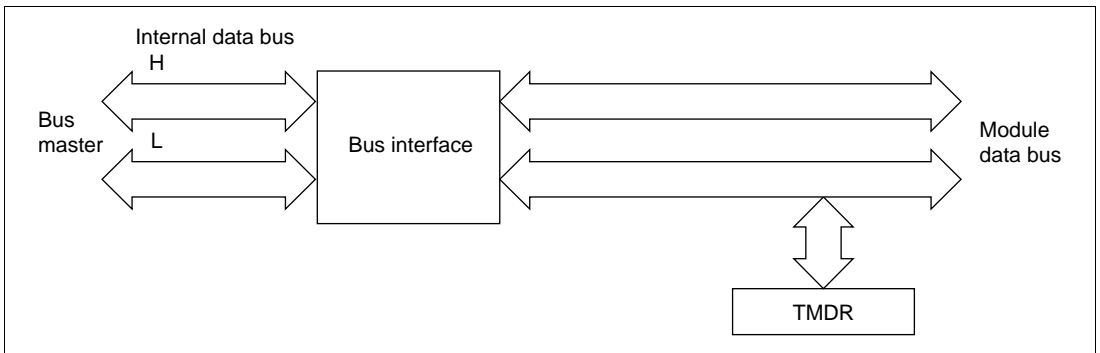 Internal data bus
H
Bus
master
L
Bus interface
Module
data bus
TMDR